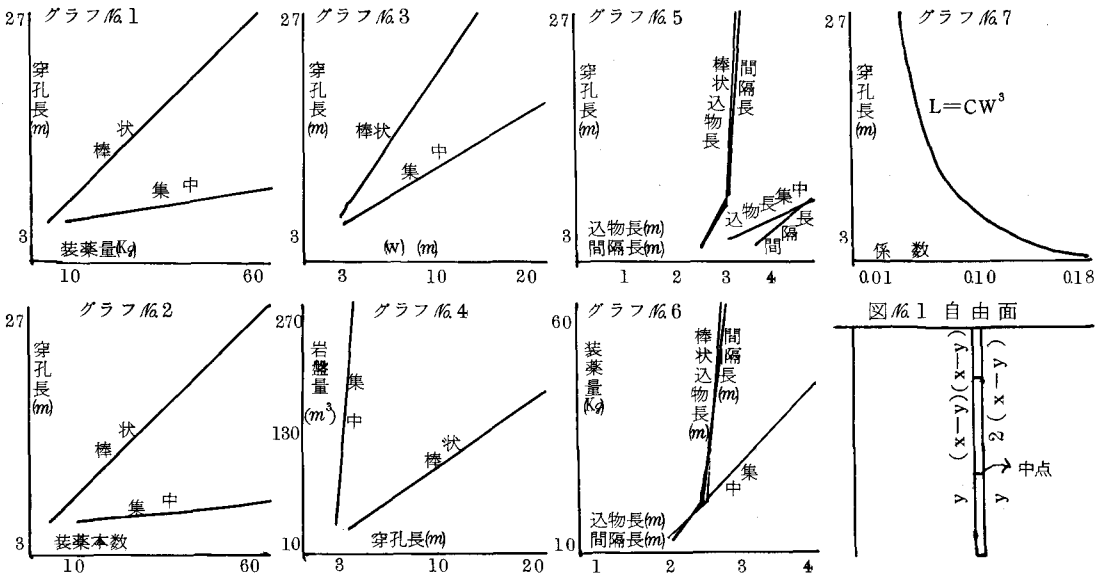 グラフ№1
27
穿孔長(m)
3
棒状
集中
装薬量(Kg)
10 60
グラフ№3
穿孔長(m)
棒状
集中
(W) (m)
3 10 20
グラフ№5
27
穿孔長(m)
3
棒状込物長
間隔長
込物長集中
間隔長
込物長(m)
間隔長(m)
1 2 3 4
グラフ№7
27
穿孔長(m)
3
L=CW³
係数
0.01 0.10 0.18
グラフ№2
27
穿孔長(m)
3
棒状
集中
装薬本数
10 60
グラフ№4
270
岩盤量(m³)
130
10
集中
棒状
穿孔長(m)
3 10 20
グラフ№6
60
装薬量(Kg)
10
棒状込物長(m)
間隔長(m)
集中
込物長(m)
間隔長(m)
1 2 3 4
図№1 自由面
(x-y)
(x-y)
y
2(x-y)
y
中点